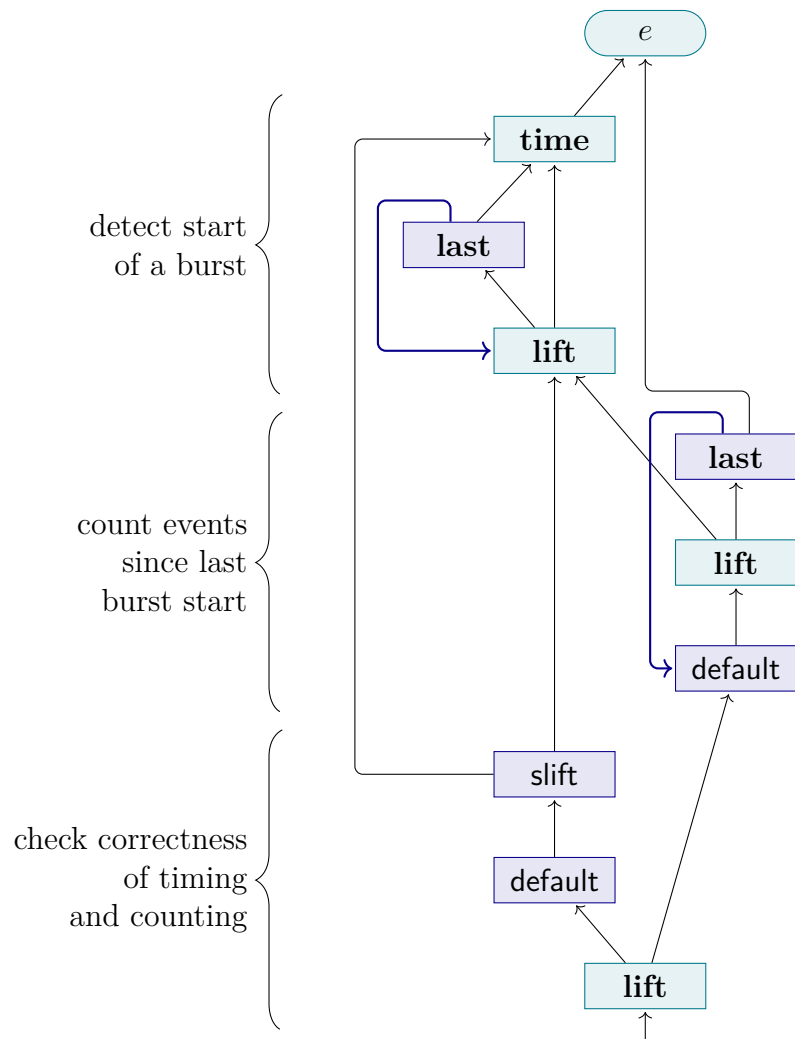 e
time
detect start
of a burst
last
lift
last
count events
since last
burst start
lift
default
slift
check correctness
of timing
and counting
default
lift